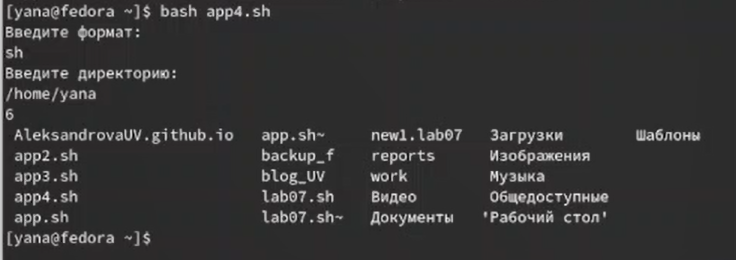 [yana@fedora ~]$ bash app4.sh
Введите формат:
sh
Введите директорию:
/home/yana
6
AleksandrovaUV.github.io app.sh~ new1.lab07 Загрузки Шаблоны
app2.sh backup_f reports Изображения
app3.sh blog_UV work Музыка
app4.sh lab07.sh Видео Общедоступные
app.sh lab07.sh~ Документы 'Рабочий стол'
[yana@fedora ~]$